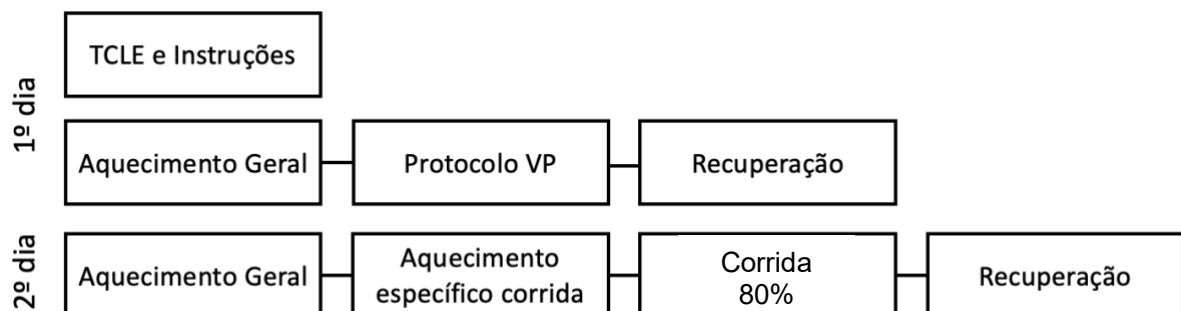 TCLE e Instruções
1º dia
Aquecimento Geral
Protocolo VP
Recuperação
2º dia
Aquecimento Geral
Aquecimento
específico corrida
Corrida
80%
Recuperação